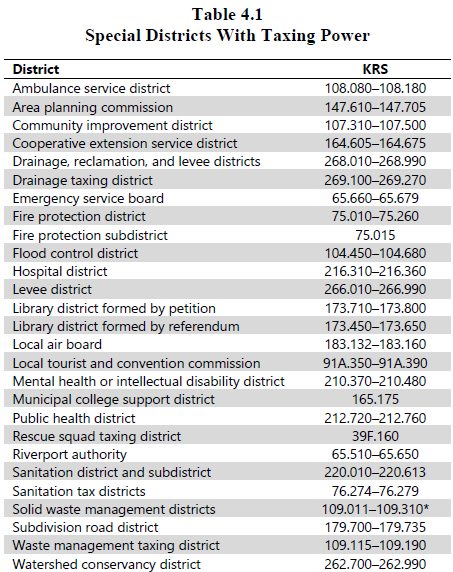 Table 4.1
Special Districts With Taxing Power
District KRS
Ambulance service district 108.080–108.180
Area planning commission 147.610–147.705
Community improvement district 107.310–107.500
Cooperative extension service district 164.605–164.675
Drainage, reclamation, and levee districts 268.010–268.990
Drainage taxing district 269.100–269.270
Emergency service board 65.660–65.679
Fire protection district 75.010–75.260
Fire protection subdistrict 75.015
Flood control district 104.450–104.680
Hospital district 216.310–216.360
Levee district 266.010–266.990
Library district formed by petition 173.710–173.800
Library district formed by referendum 173.450–173.650
Local air board 183.132–183.160
Local tourist and convention commission 91A.350–91A.390
Mental health or intellectual disability district 210.370–210.480
Municipal college support district 165.175
Public health district 212.720–212.760
Rescue squad taxing district 39F.160
Riverport authority 65.510–65.650
Sanitation district and subdistrict 220.010–220.613
Sanitation tax districts 76.274–76.279
Solid waste management districts 109.011–109.310*
Subdivision road district 179.700–179.735
Waste management taxing district 109.115–109.190
Watershed conservancy district 262.700–262.990